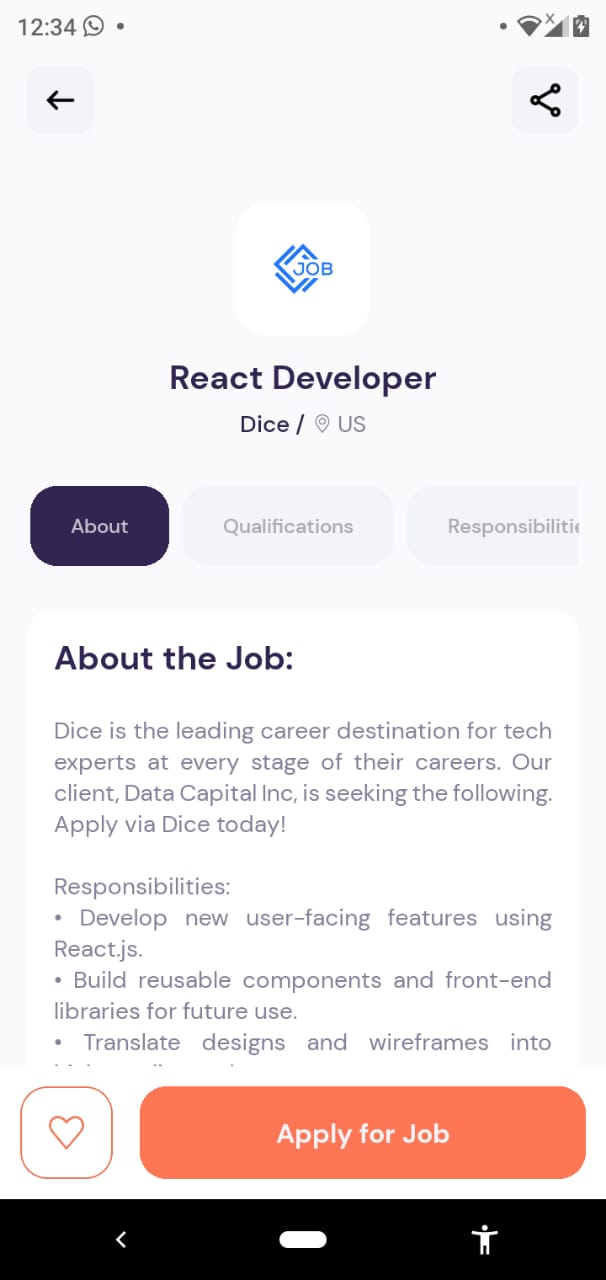 12:34
JOB
React Developer
Dice / US
About
Qualifications
Responsibilitie
About the Job:
Dice is the leading career destination for tech
experts at every stage of their careers. Our
client, Data Capital Inc, is seeking the following.
Apply via Dice today!
Responsibilities:
• Develop new user-facing features using
React.js.
• Build reusable components and front-end
libraries for future use.
• Translate designs and wireframes into
Apply for Job